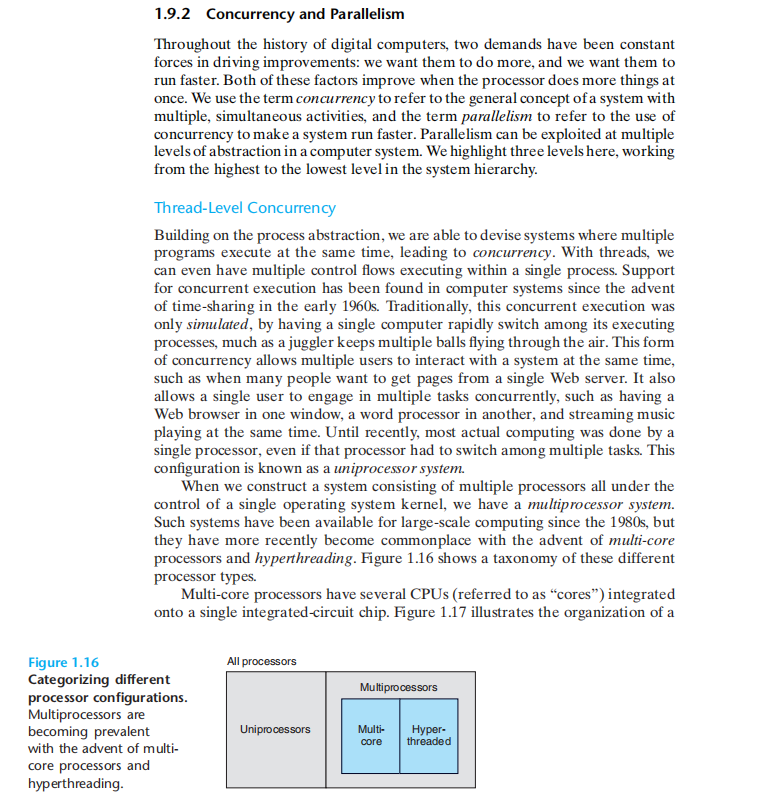 1.9.2 Concurrency and Parallelism
Throughout the history of digital computers, two demands have been constant
forces in driving improvements: we want them to do more, and we want them to
run faster. Both of these factors improve when the processor does more things at
once. We use the term concurrency to refer to the general concept of a system with
multiple, simultaneous activities, and the term parallelism to refer to the use of
concurrency to make a system run faster. Parallelism can be exploited at multiple
levels of abstraction in a computer system. We highlight three levels here, working
from the highest to the lowest level in the system hierarchy.
Thread-Level Concurrency
Building on the process abstraction, we are able to devise systems where multiple
programs execute at the same time, leading to concurrency. With threads, we
can even have multiple control flows executing within a single process. Support
for concurrent execution has been found in computer systems since the advent
of time-sharing in the early 1960s. Traditionally, this concurrent execution was
only simulated, by having a single computer rapidly switch among its executing
processes, much as a juggler keeps multiple balls flying through the air. This form
of concurrency allows multiple users to interact with a system at the same time,
such as when many people want to get pages from a single Web server. It also
allows a single user to engage in multiple tasks concurrently, such as having a
Web browser in one window, a word processor in another, and streaming music
playing at the same time. Until recently, most actual computing was done by a
single processor, even if that processor had to switch among multiple tasks. This
configuration is known as a uniprocessor system.
When we construct a system consisting of multiple processors all under the
control of a single operating system kernel, we have a multiprocessor system.
Such systems have been available for large-scale computing since the 1980s, but
they have more recently become commonplace with the advent of multi-core
processors and hyperthreading. Figure 1.16 shows a taxonomy of these different
processor types.
Multi-core processors have several CPUs (referred to as “cores”) integrated
onto a single integrated-circuit chip. Figure 1.17 illustrates the organization of a
Figure 1.16
Categorizing different
processor configurations.
Multiprocessors are
becoming prevalent
with the advent of multi-
core processors and
hyperthreading.
All processors
Multiprocessors
Uniprocessors
Multi-
core
Hyper-
threaded